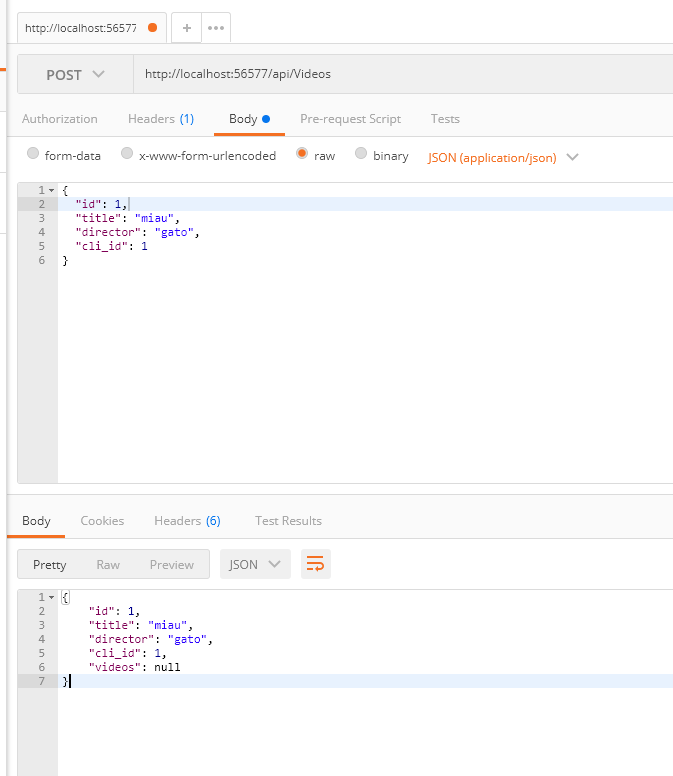 http://localhost:56577
+ •••
POST http://localhost:56577/api/Videos
Authorization Headers (1) Body Pre-request Script Tests
form-data x-www-form-urlencoded raw binary JSON (application/json)
1 {
2 "id": 1,
3 "title": "miau",
4 "director": "gato",
5 "cli_id": 1
6 }
Body Cookies Headers (6) Test Results
Pretty Raw Preview JSON
1 {
2 "id": 1,
3 "title": "miau",
4 "director": "gato",
5 "cli_id": 1,
6 "videos": null
7 }